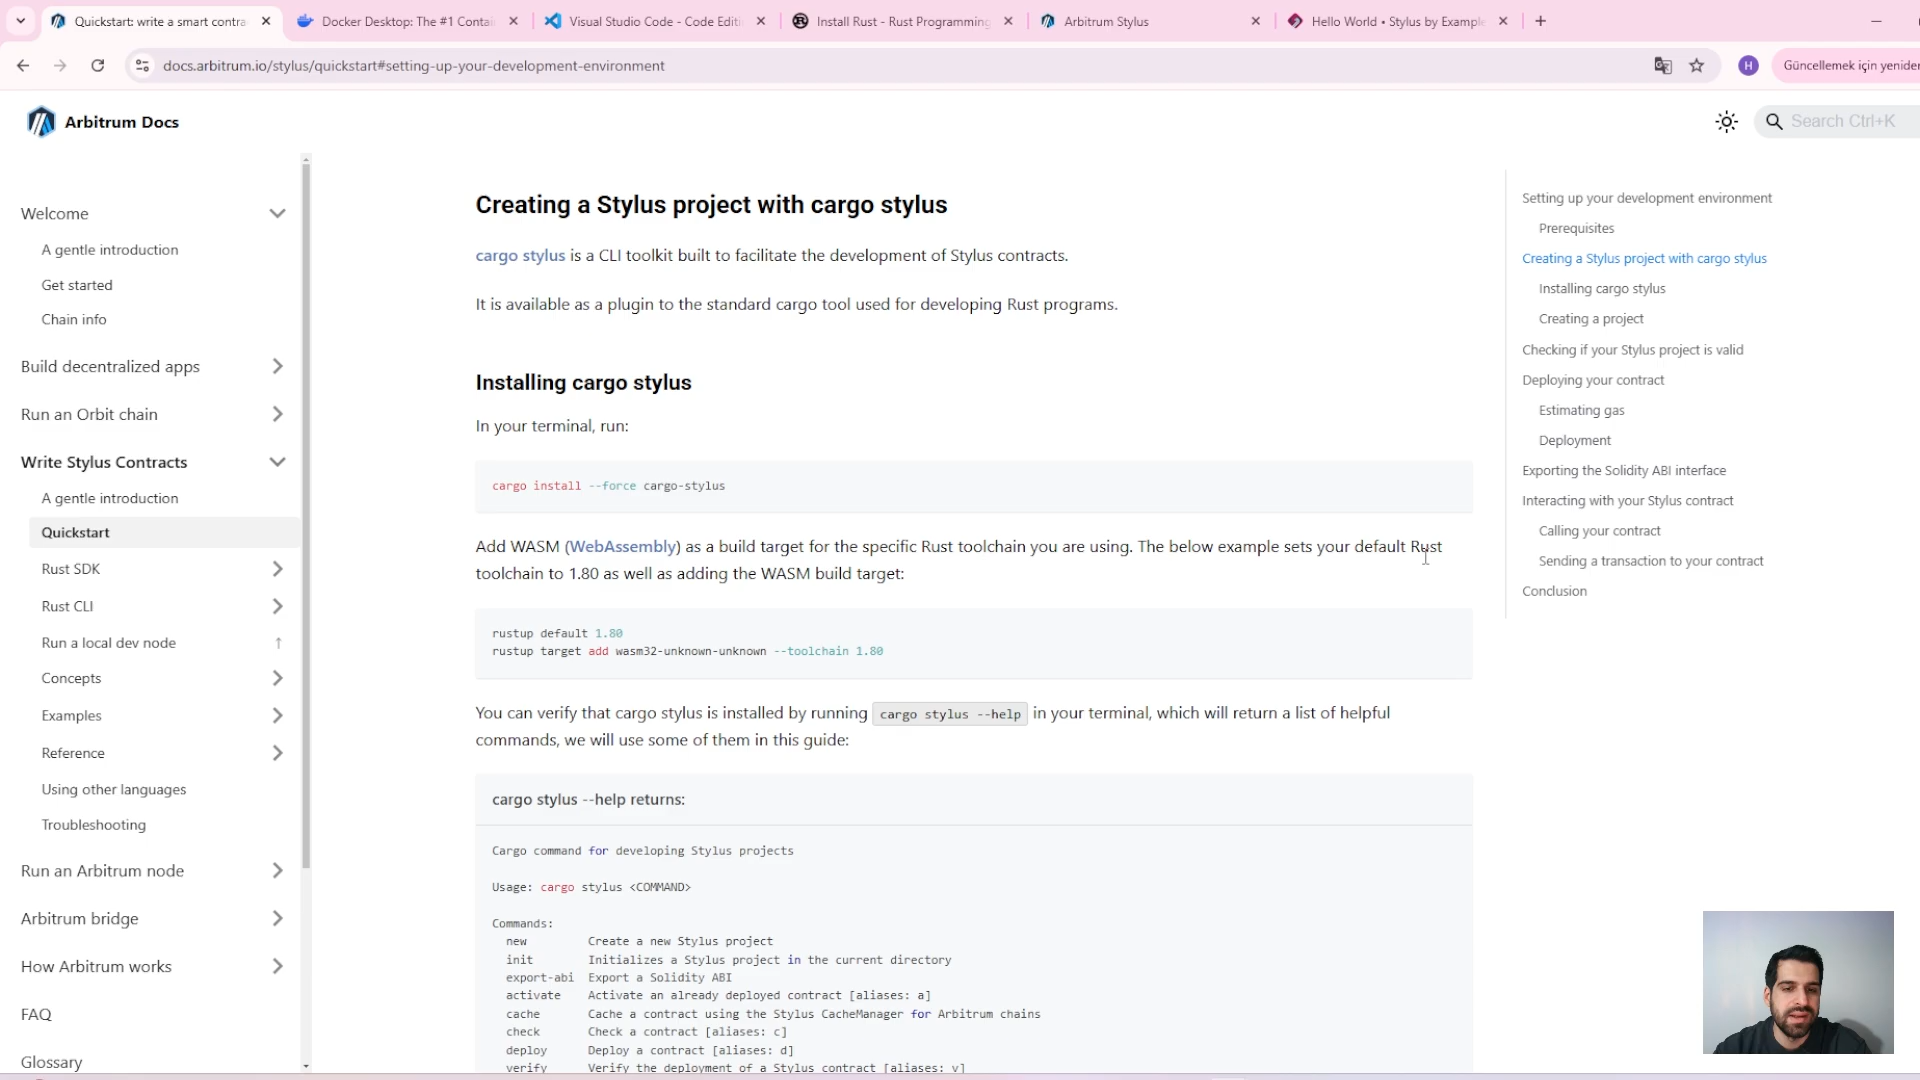 Quickstart: write a smart contra
Docker Desktop: The #1 Contai
Visual Studio Code - Code Edit
Install Rust - Rust Programming
Arbitrum Stylus
Hello World • Stylus by Example
docs.arbitrum.io/stylus/quickstart#setting-up-your-development-environment
H
Güncellemek için yeniden
Arbitrum Docs
Search Ctrl+K
Welcome
A gentle introduction
Get started
Chain info
Build decentralized apps
Run an Orbit chain
Write Stylus Contracts
A gentle introduction
Quickstart
Rust SDK
Rust CLI
Run a local dev node
Concepts
Examples
Reference
Using other languages
Troubleshooting
Run an Arbitrum node
Arbitrum bridge
How Arbitrum works
FAQ
Glossary
Creating a Stylus project with cargo stylus
cargo stylus is a CLI toolkit built to facilitate the development of Stylus contracts.
It is available as a plugin to the standard cargo tool used for developing Rust programs.
Installing cargo stylus
In your terminal, run:
cargo install --force cargo-stylus
Add WASM (WebAssembly) as a build target for the specific Rust toolchain you are using. The below example sets your default Rust
toolchain to 1.80 as well as adding the WASM build target:
rustup default 1.80
rustup target add wasm32-unknown-unknown --toolchain 1.80
You can verify that cargo stylus is installed by running cargo stylus --help in your terminal, which will return a list of helpful
commands, we will use some of them in this guide:
cargo stylus --help returns:
Cargo command for developing Stylus projects
Usage: cargo stylus <COMMAND>
Commands:
new Create a new Stylus project
init Initializes a Stylus project in the current directory
export-abi Export a Solidity ABI
activate Activate an already deployed contract [aliases: a]
cache Cache a contract using the Stylus CacheManager for Arbitrum chains
check Check a contract [aliases: c]
deploy Deploy a contract [aliases: d]
verify Verify the deployment of a Stylus contract [aliases: v]
Setting up your development environment
Prerequisites
Creating a Stylus project with cargo stylus
Installing cargo stylus
Creating a project
Checking if your Stylus project is valid
Deploying your contract
Estimating gas
Deployment
Exporting the Solidity ABI interface
Interacting with your Stylus contract
Calling your contract
Sending a transaction to your contract
Conclusion